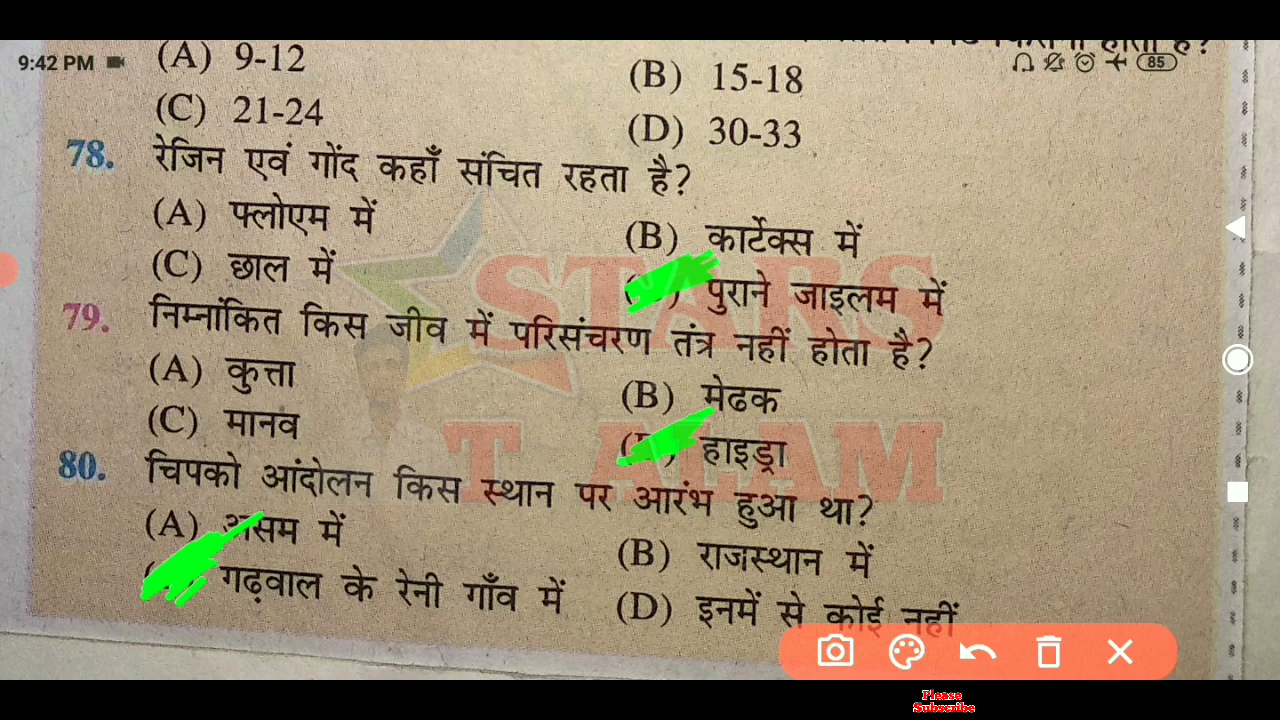 होता है?
9:42 PM
85
(A) 9-12
(B) 15-18
(C) 21-24
(D) 30-33
78. रेजिन एवं गोंद कहाँ संचित रहता है?
(A) फ्लोएम में
(B) कार्टेक्स में
(C) छाल में
पुराने जाइलम में
79. निम्नांकित किस जीव में परिसंचरण तंत्र नहीं होता है?
(A) कुत्ता
(B) मेढक
(C) मानव
हाइड्रा
80. चिपको आंदोलन किस स्थान पर आरंभ हुआ था?
(A) असम में
(B) राजस्थान में
गढ़वाल के रेनी गाँव में
(D) इनमें से कोई नहीं
STARS
T ALAM
Please
Subscribe